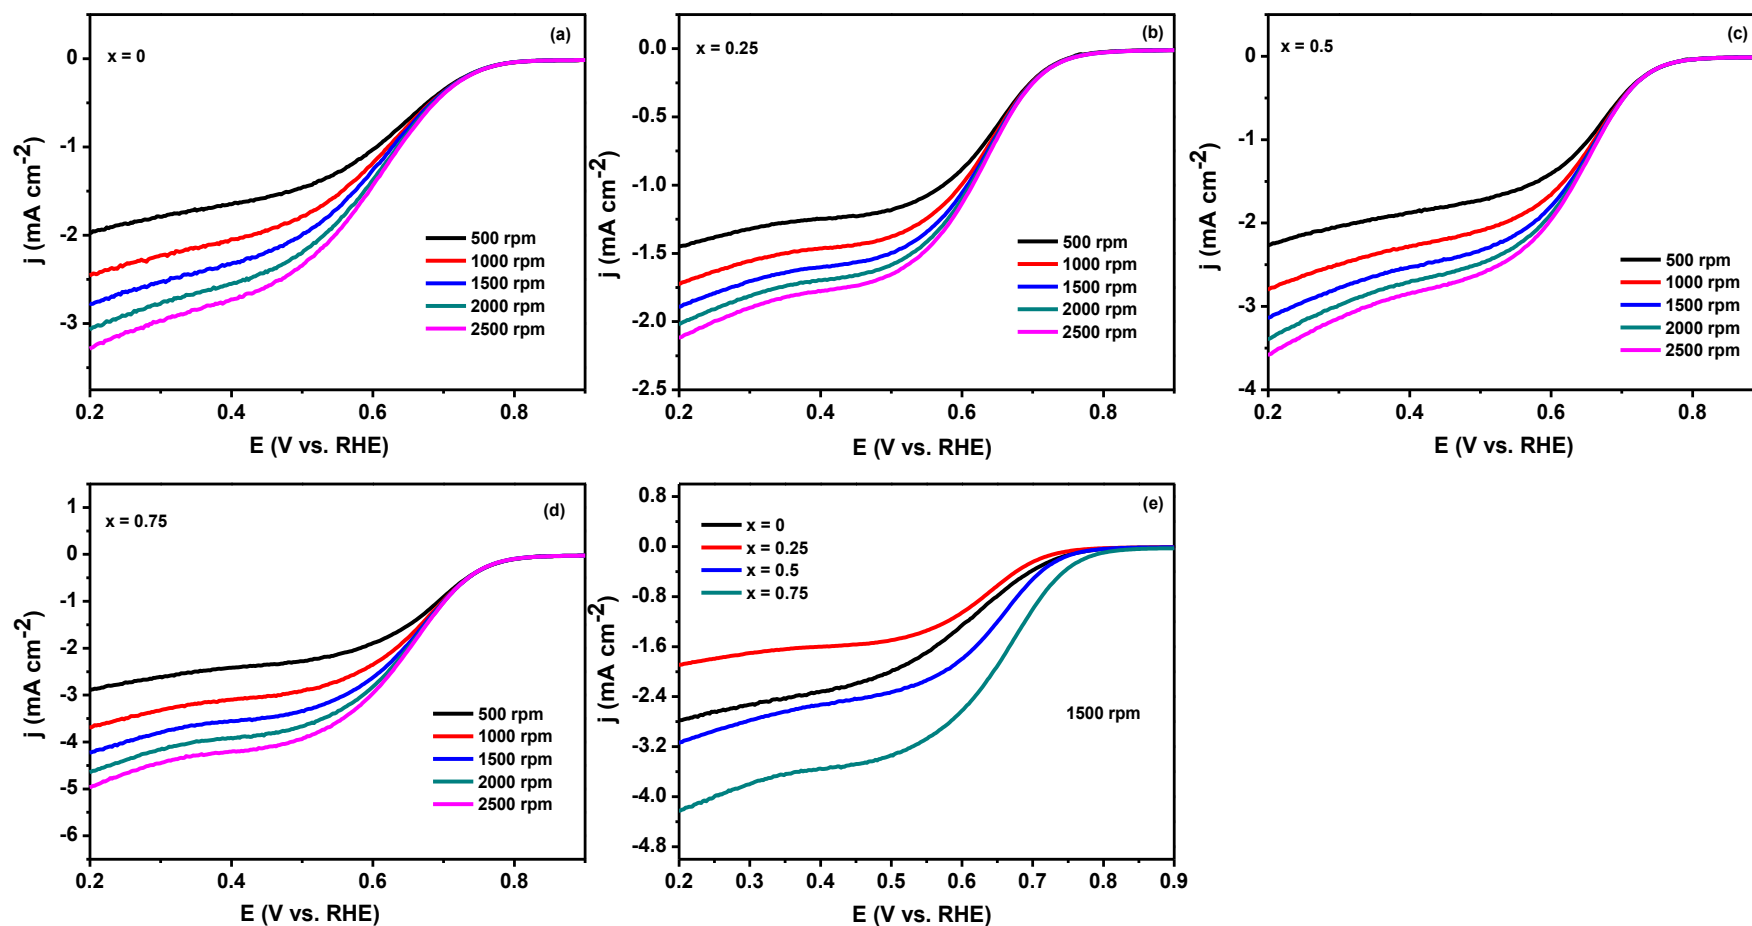 (a)
x = 0
0
-1
-2
-3
j (mA cm-2)
500 rpm
1000 rpm
1500 rpm
2000 rpm
2500 rpm
0.2 0.4 0.6 0.8
E (V vs. RHE)
(b)
x = 0.25
0.0
-0.5
-1.0
-1.5
-2.0
-2.5
j (mA cm-2)
500 rpm
1000 rpm
1500 rpm
2000 rpm
2500 rpm
0.2 0.4 0.6 0.8
E (V vs. RHE)
(c)
x = 0.5
0
-1
-2
-3
-4
j (mA cm-2)
500 rpm
1000 rpm
1500 rpm
2000 rpm
2500 rpm
0.2 0.4 0.6 0.8
E (V vs. RHE)
(d)
x = 0.75
1
0
-1
-2
-3
-4
-5
-6
j (mA cm-2)
500 rpm
1000 rpm
1500 rpm
2000 rpm
2500 rpm
0.2 0.4 0.6 0.8
E (V vs. RHE)
(e)
0.8
0.0
-0.8
-1.6
-2.4
-3.2
-4.0
-4.8
j (mA cm-2)
x = 0
x = 0.25
x = 0.5
x = 0.75
1500 rpm
0.2 0.3 0.4 0.5 0.6 0.7 0.8 0.9
E (V vs. RHE)